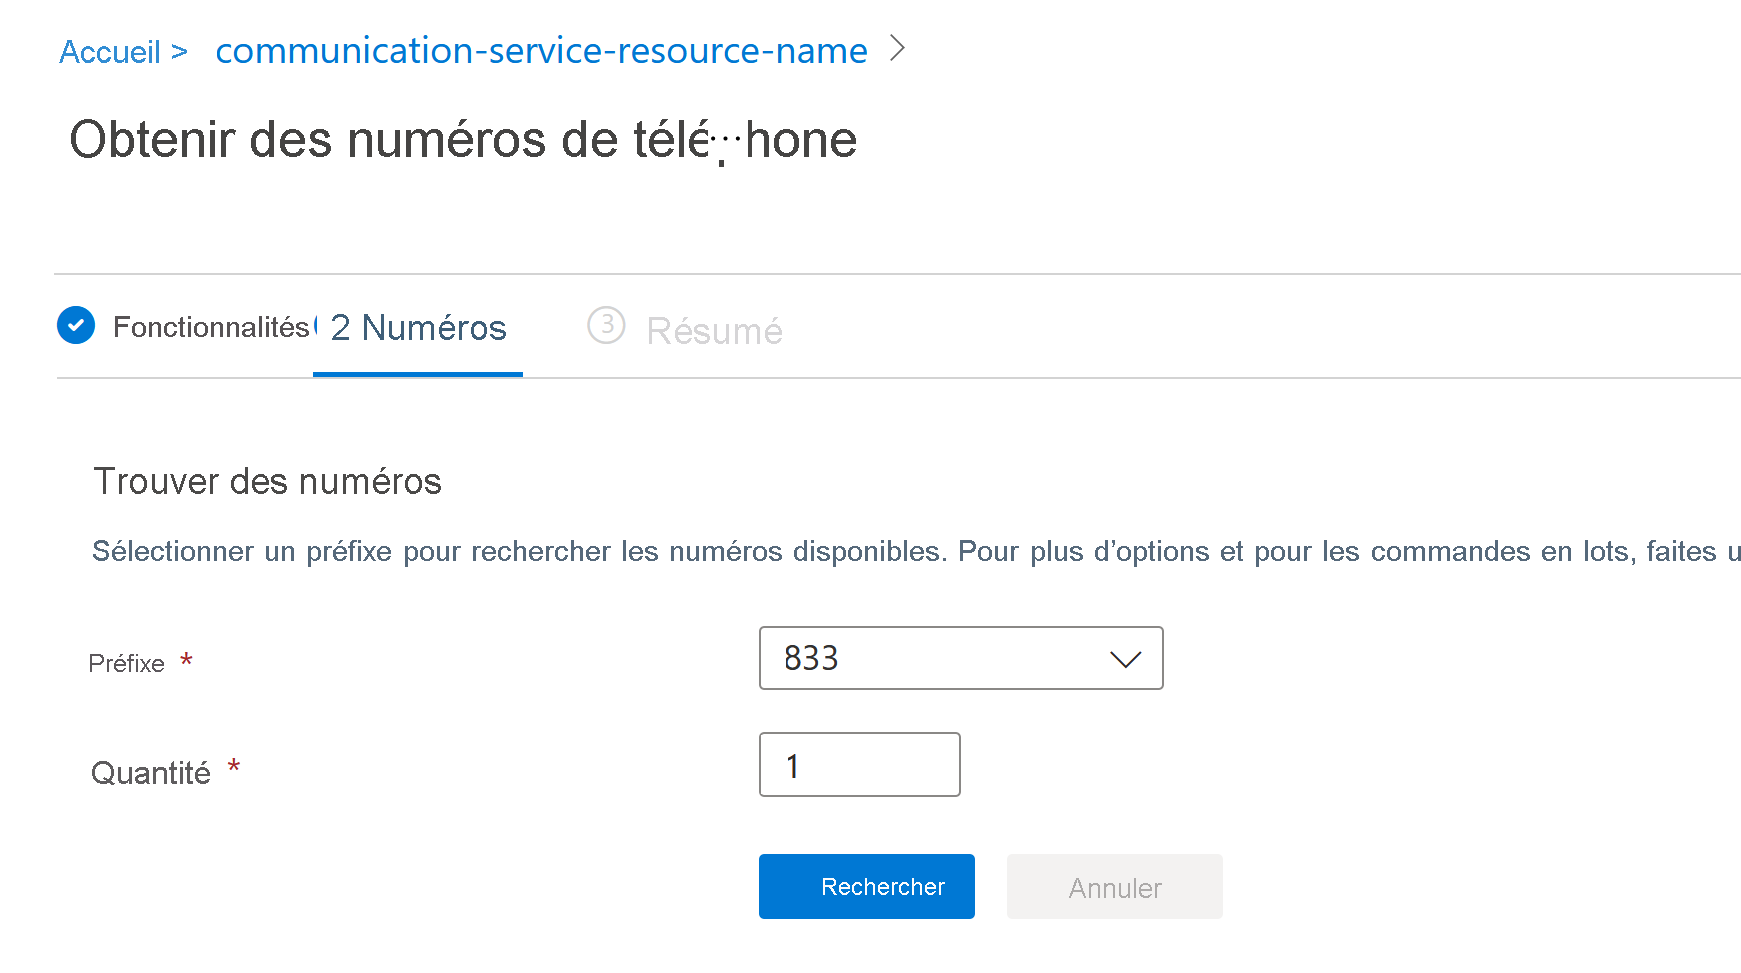 Accueil > communication-service-resource-name >
Obtenir des numéros de télé...phone
Fonctionnalités 2 Numéros 3 Résumé
Trouver des numéros
Sélectionner un préfixe pour rechercher les numéros disponibles. Pour plus d’options et pour les commandes en lots, faites u
Préfixe * 833
Quantité * 1
Rechercher Annuler